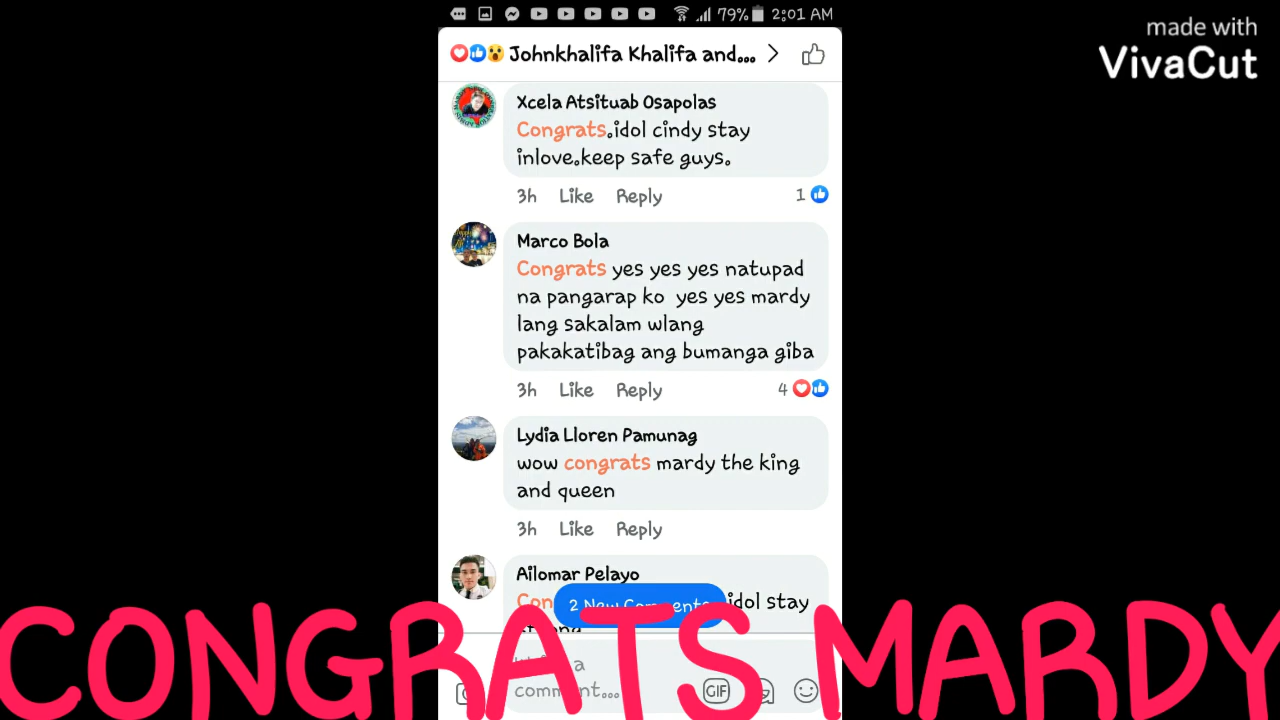 79% 2:01 AM
made with
VivaCut
Johnkhalifa Khalifa and...
Xcela Atsituab Osapolas
Congrats.idol cindy stay
inlove.keep safe guys.
3h Like Reply 1
Marco Bola
Congrats yes yes yes natupad
na pangarap ko yes yes mardy
lang sakalam wlang
pakakatibag ang bumanga giba
3h Like Reply 4
Lydia Lloren Pamunag
wow congrats mardy the king
and queen
3h Like Reply
Ailomar Pelayo
Con idol stay
2 New Comments
comment...
GIF
CONGRATS MARDY